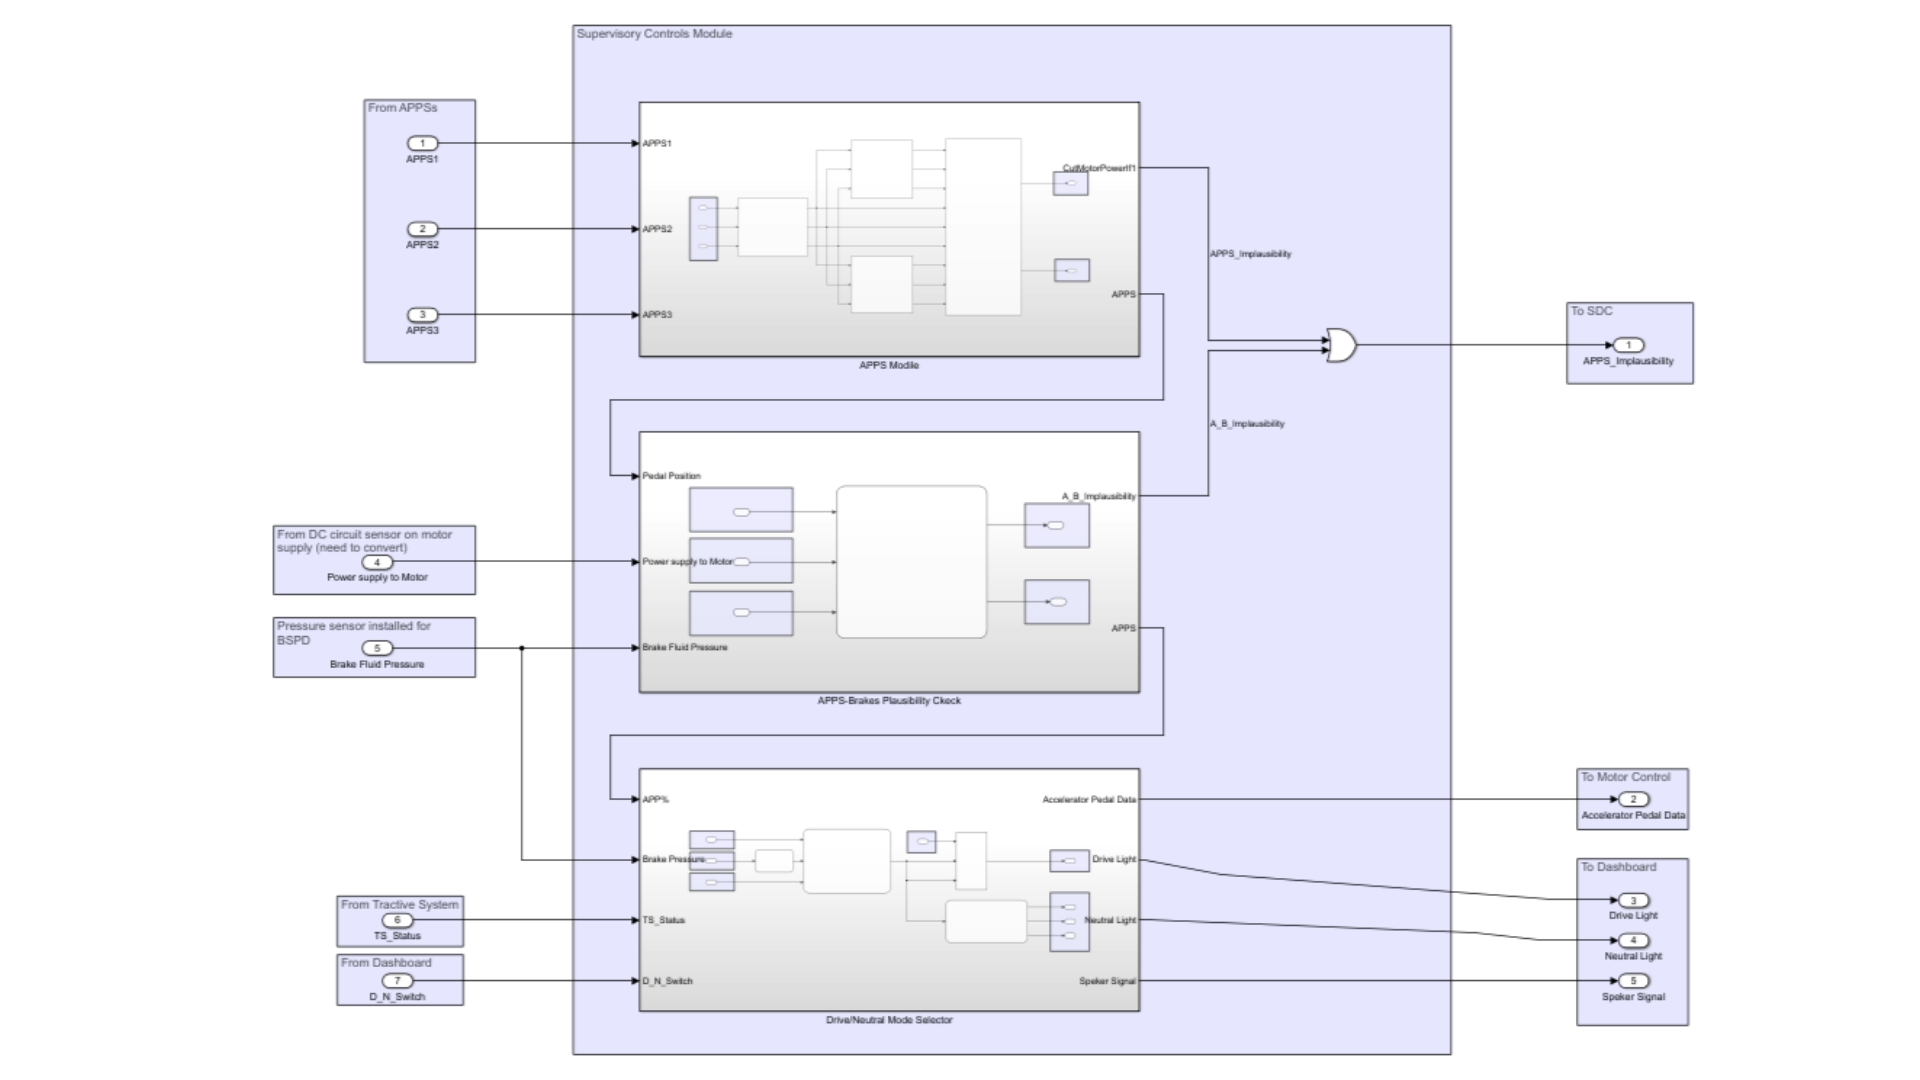 Supervisory Controls Module
From APPSs
1
APPS1
2
APPS2
3
APPS3
APPS1
APPS2
APPS3
CutMotorPowerIf1
APPS
APPS Modile
APPS_Implausibility
A_B_Implausibility
To SDC
1
APPS_Implausibility
Pedal Position
Power supply to Motor
Brake Fluid Pressure
A_B_Implausibility
APPS
APPS-Brakes Plausibility Ckeck
From DC circuit sensor on motor
supply (need to convert)
4
Power supply to Motor
Pressure sensor installed for
BSPD
5
Brake Fluid Pressure
APP%
Brake Pressure
TS_Status
D_N_Switch
Accelerator Pedal Data
Drive Light
Neutral Light
Speker Signal
Drive/Neutral Mode Selector
From Tractive System
6
TS_Status
From Dashboard
7
D_N_Switch
To Motor Control
2
Accelerator Pedal Data
To Dashboard
3
Drive Light
4
Neutral Light
5
Speker Signal